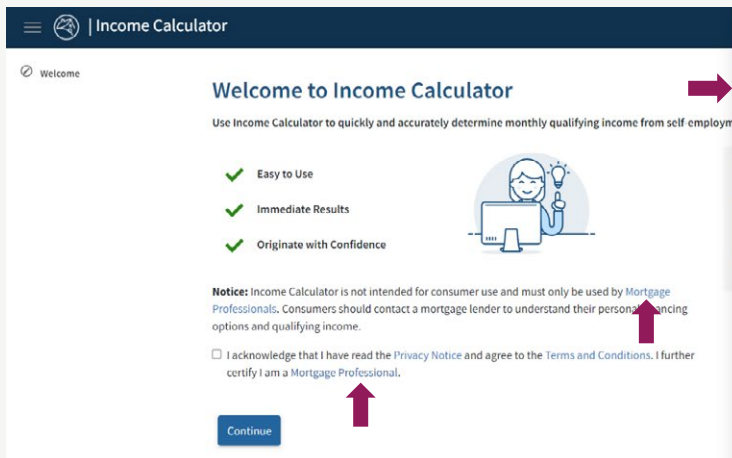 | Income Calculator
Welcome
Welcome to Income Calculator
Use Income Calculator to quickly and accurately determine monthly qualifying income from self-employm
Easy to Use
Immediate Results
Originate with Confidence
Notice: Income Calculator is not intended for consumer use and must only be used by Mortgage
Professionals. Consumers should contact a mortgage lender to understand their personal
options and qualifying income.
I acknowledge that I have read the Privacy Notice and agree to the Terms and Conditions. I further
certify I am a Mortgage Professional.
Continue